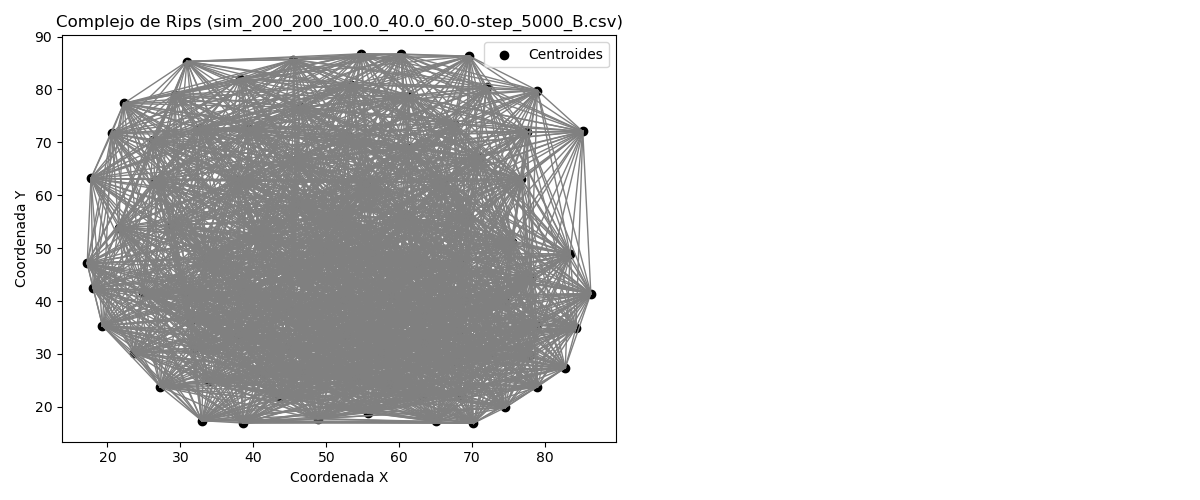 Complejo de Rips (sim_200_200_100.0_40.0_60.0-step_5000_B.csv)
Centroides
90
80
70
60
50
40
30
20
Coordenada Y
20 30 40 50 60 70 80
Coordenada X